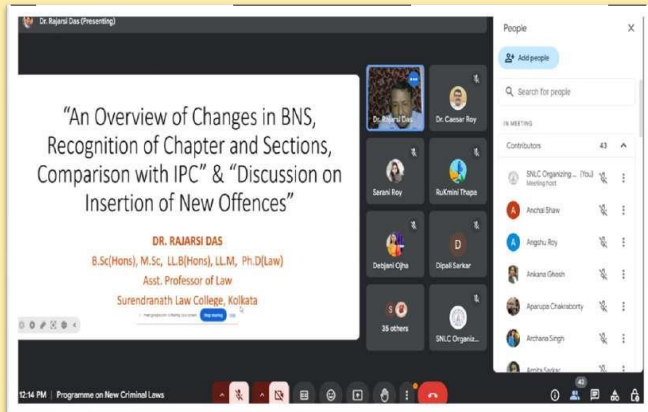 Dr. Rajarsi Das (Presenting)
People
Add people
"An Overview of Changes in BNS,
Recognition of Chapter and Sections,
Comparison with IPC" & "Discussion on
Insertion of New Offences"
DR. RAJARSI DAS
B.Sc(Hons), M.Sc, LL.B(Hons), LL.M, Ph.D(Law)
Asst. Professor of Law
Surendranath Law College, Kolkata
Stop sharing
Dr. Rajarsi Das
Dr. Caesar Roy
Sarani Roy
RuKmini Thapa
Debjani Ojha
Dipali Sarkar
D
S
35 others
SNLC Organiz...
Search for people
IN MEETING
Contributors 43
SNLC Organizing ... (You)
Meeting host
A
Anchal Shaw
A
Angshu Roy
Ankana Ghosh
Aparupa Chakraborty
Archana Singh
Arpita Sarkar
12:14 PM | Programme on New Criminal Laws
43